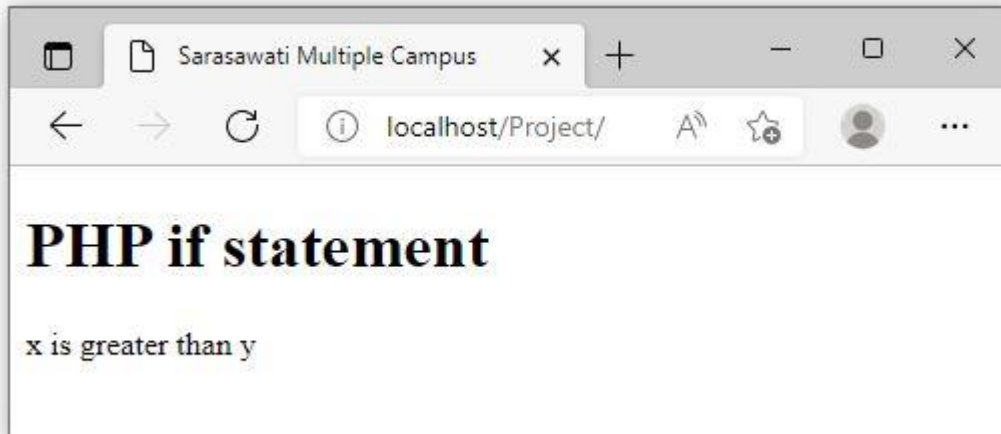 Sarasawati Multiple Campus
localhost/Project/
PHP if statement
x is greater than y